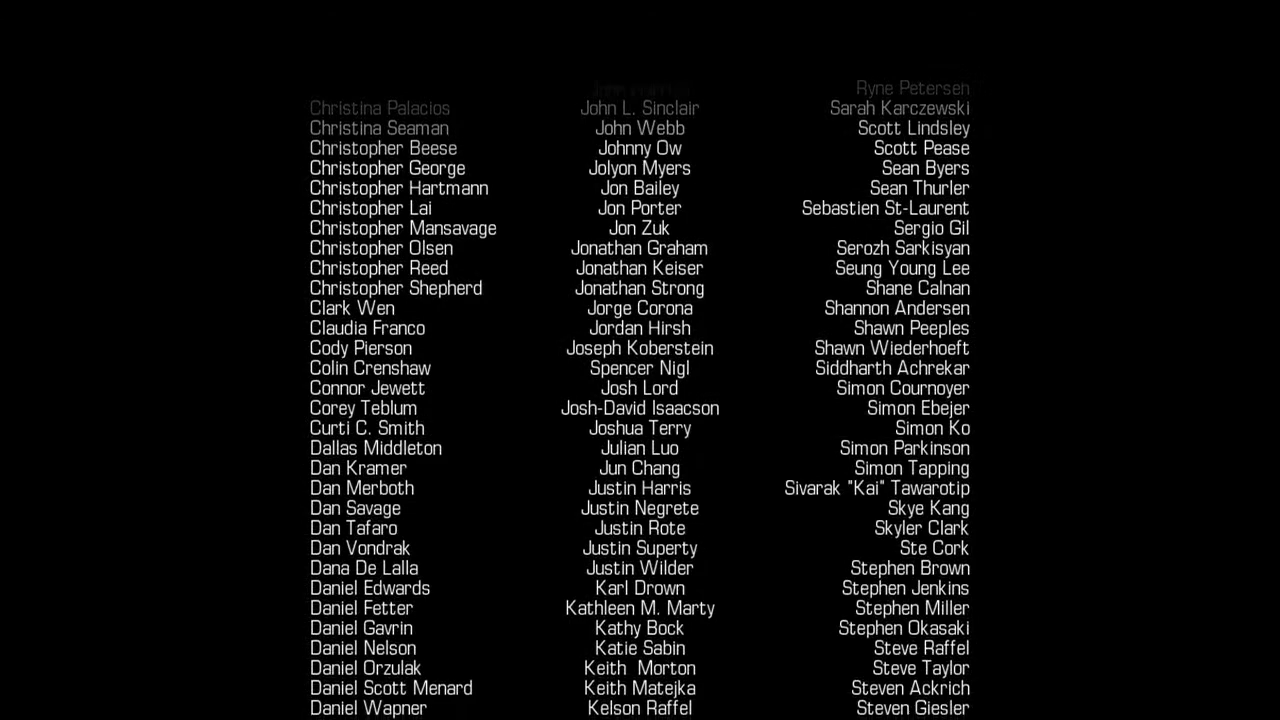 Ryne Petersen
Christina Palacios John L. Sinclair Sarah Karczewski
Christina Seaman John Webb Scott Lindsley
Christopher Beese Johnny Ow Scott Pease
Christopher George Jolyon Myers Sean Byers
Christopher Hartmann Jon Bailey Sean Thurler
Christopher Lai Jon Porter Sebastien St-Laurent
Christopher Mansavage Jon Zuk Sergio Gil
Christopher Olsen Jonathan Graham Serozh Sarkisyan
Christopher Reed Jonathan Keiser Seung Young Lee
Christopher Shepherd Jonathan Strong Shane Calnan
Clark Wen Jorge Corona Shannon Andersen
Claudia Franco Jordan Hirsh Shawn Peeples
Cody Pierson Joseph Koberstein Shawn Wiederhoeft
Colin Crenshaw Spencer Nigl Siddharth Achrekar
Connor Jewett Josh Lord Simon Cournoyer
Corey Teblum Josh-David Isaacson Simon Ebejer
Curti C. Smith Joshua Terry Simon Ko
Dallas Middleton Julian Luo Simon Parkinson
Dan Kramer Jun Chang Simon Tapping
Dan Merboth Justin Harris Sivarak "Kai" Tawarotip
Dan Savage Justin Negrete Skye Kang
Dan Tafaro Justin Rote Skyler Clark
Dan Vondrak Justin Superty Ste Cork
Dana De Lalla Justin Wilder Stephen Brown
Daniel Edwards Karl Drown Stephen Jenkins
Daniel Fetter Kathleen M. Marty Stephen Miller
Daniel Gavrin Kathy Bock Stephen Okasaki
Daniel Nelson Katie Sabin Steve Raffel
Daniel Orzulak Keith Morton Steve Taylor
Daniel Scott Menard Keith Matejka Steven Ackrich
Daniel Wapner Kelson Raffel Steven Giesler